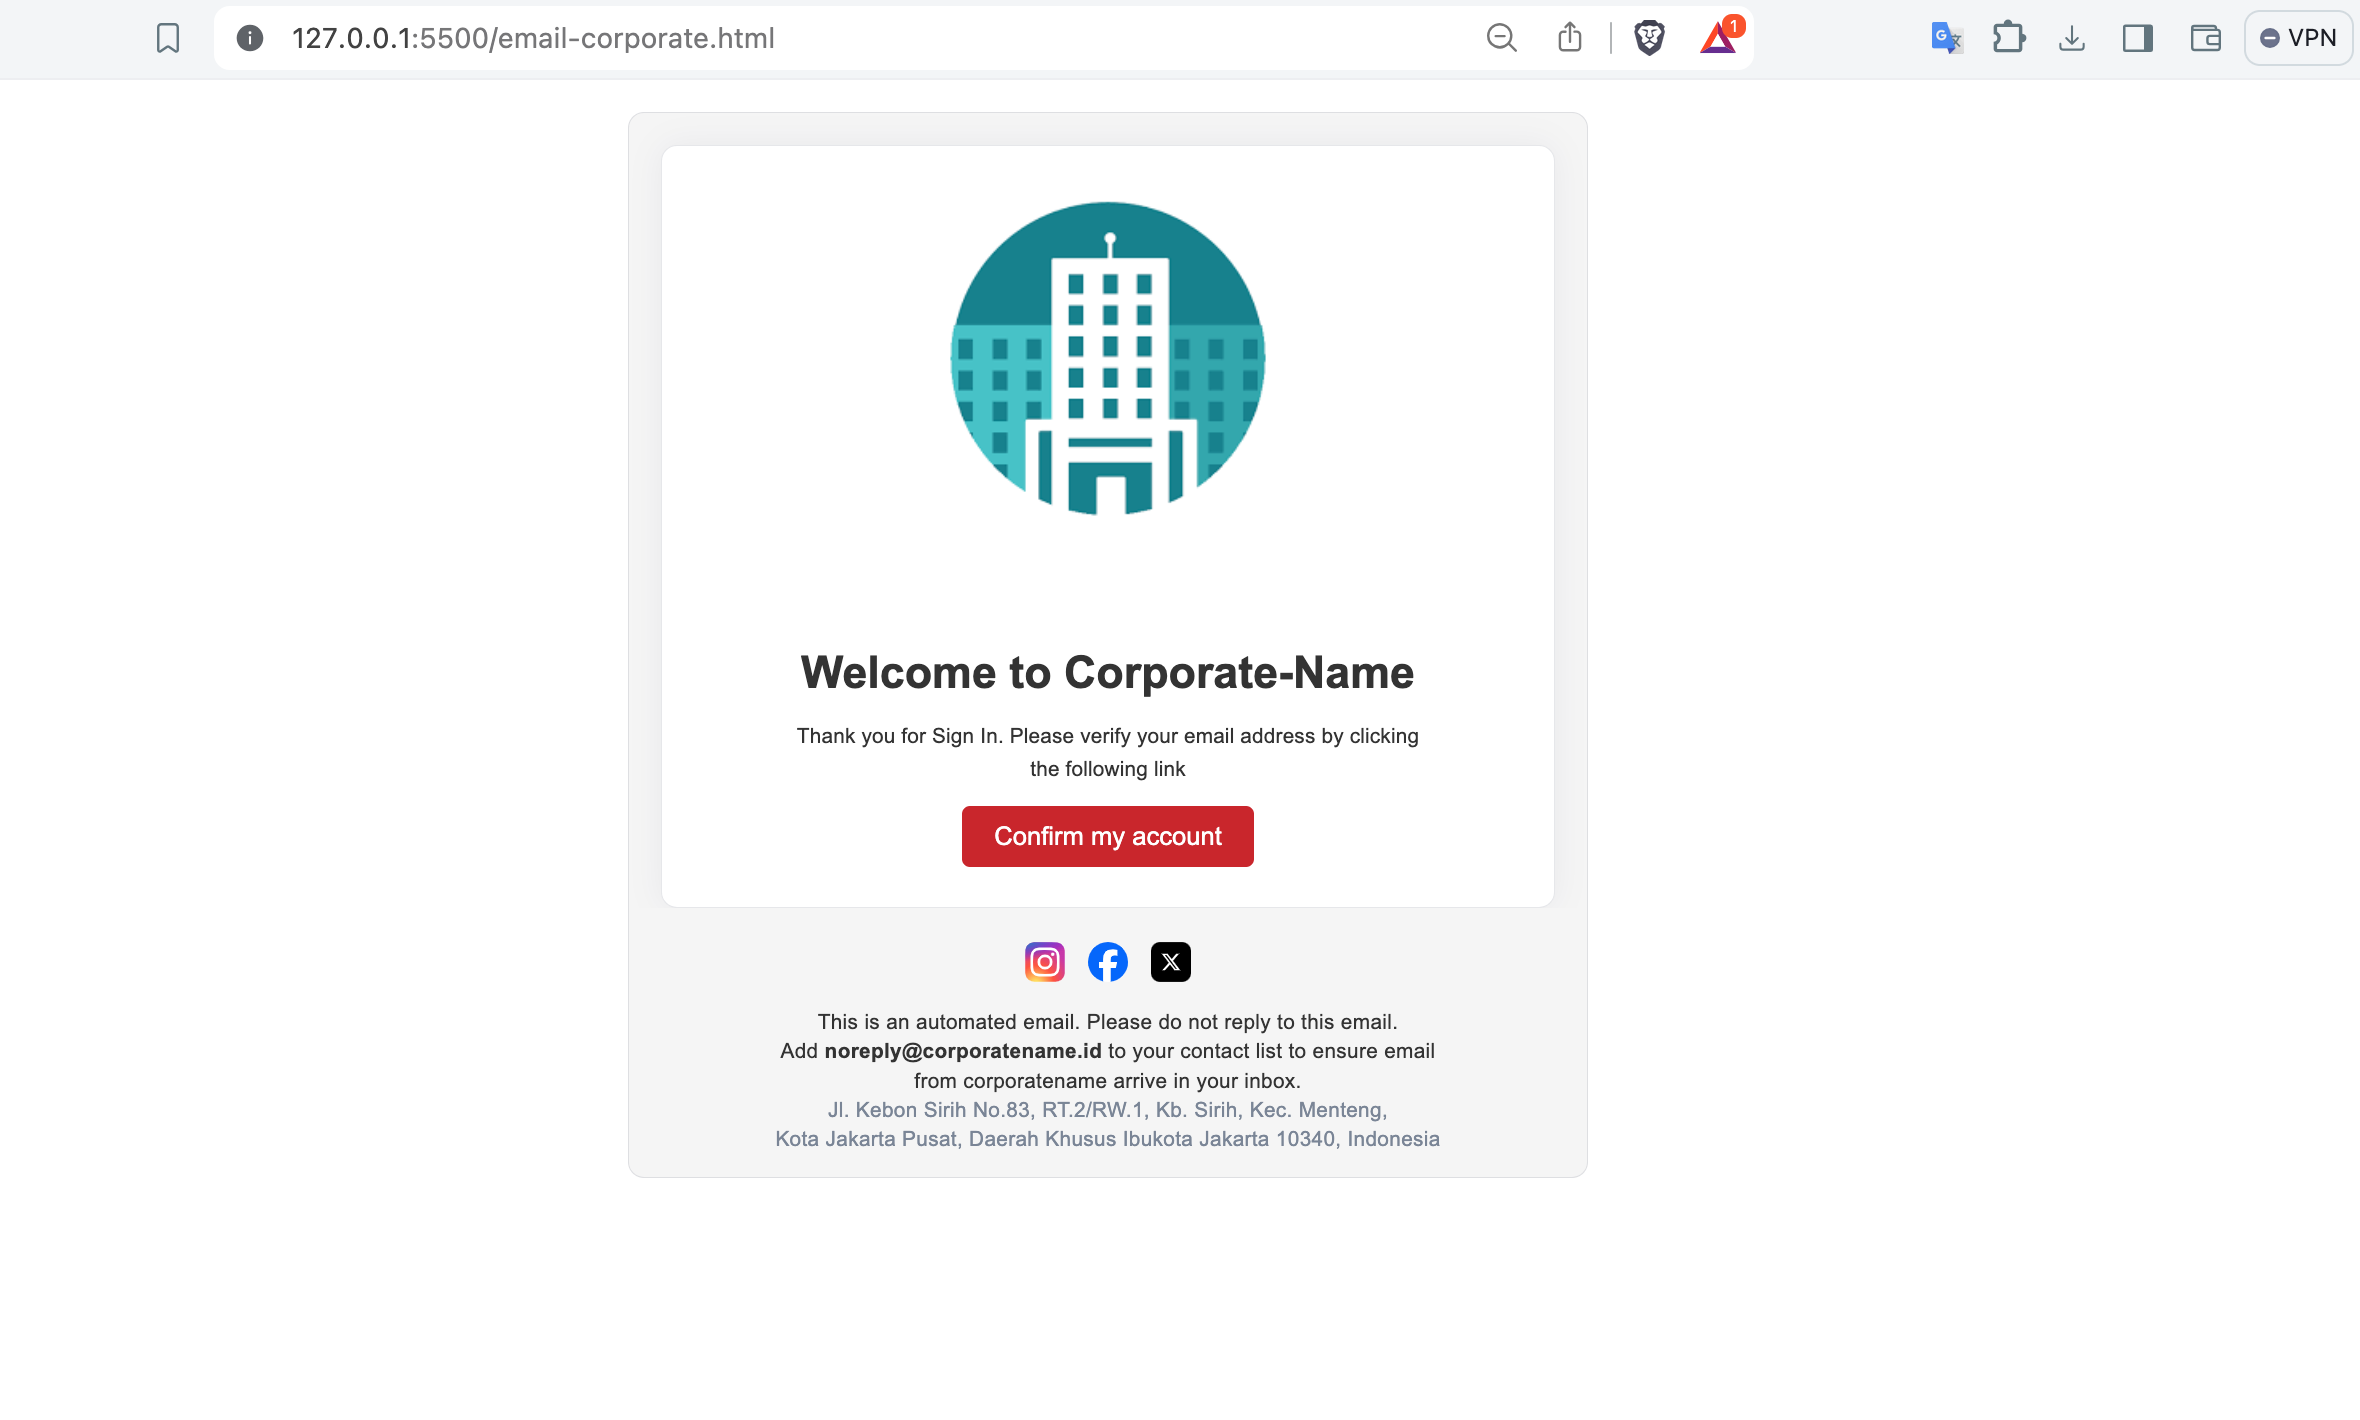 127.0.0.1:5500/email-corporate.html
1
VPN
Welcome to Corporate-Name
Thank you for Sign In. Please verify your email address by clicking
the following link
Confirm my account
This is an automated email. Please do not reply to this email.
Add noreply@corporatename.id to your contact list to ensure email
from corporatename arrive in your inbox.
Jl. Kebon Sirih No.83, RT.2/RW.1, Kb. Sirih, Kec. Menteng,
Kota Jakarta Pusat, Daerah Khusus Ibukota Jakarta 10340, Indonesia